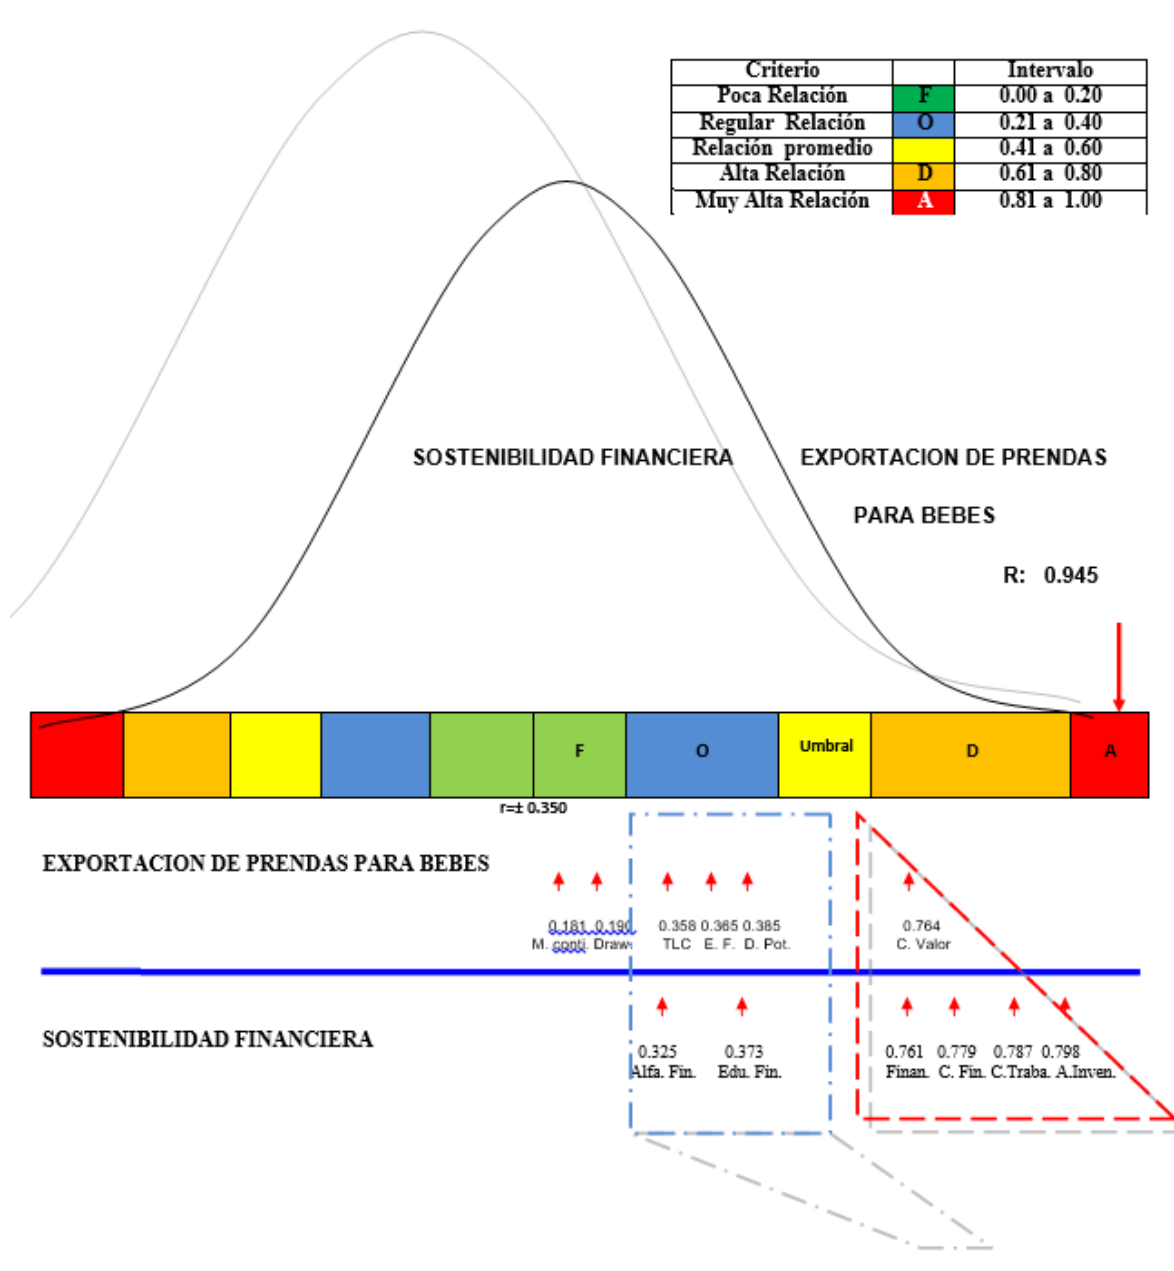 Criterio Intervalo
Poca Relación F 0.00 a 0.20
Regular Relación O 0.21 a 0.40
Relación promedio 0.41 a 0.60
Alta Relación D 0.61 a 0.80
Muy Alta Relación A 0.81 a 1.00
SOSTENIBILIDAD FINANCIERA EXPORTACION DE PRENDAS
PARA BEBES
R: 0.945
F O Umbral D A
r=± 0.350
EXPORTACION DE PRENDAS PARA BEBES
0.181 0.190 0.358 0.365 0.385 0.764
M. conti. Draw. TLC E. F. D. Pot. C. Valor
SOSTENIBILIDAD FINANCIERA
0.325 0.373 0.761 0.779 0.787 0.798
Alfa. Fin. Edu. Fin. Finan. C. Fin. C.Traba. A.Inven.